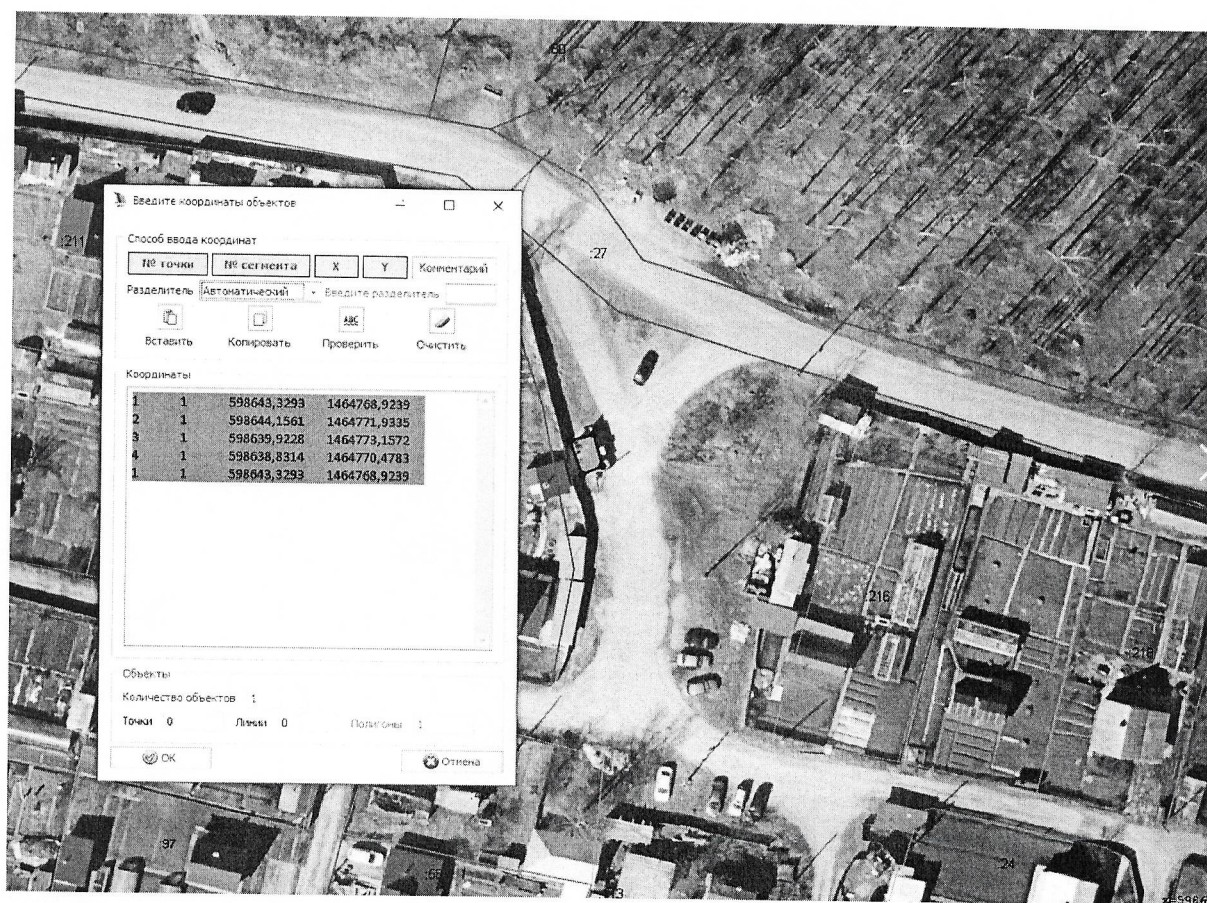 Введите координаты объектов
Способ ввода координат
№ точки № сегмента X Y Комментарий
Разделитель Автоматический Введите разделитель
ABC
Вставить Копировать Проверить Очистить
Координаты
1 1 598643,3293 1464768,9239
2 1 598644,1561 1464771,9335
3 1 598639,9228 1464773,1572
4 1 598638,8314 1464770,4783
1 1 598643,3293 1464768,9239
Объекты
Количество объектов 1
Точки 0 Линии 0 Полигоны 1
OK Отмена
:211
:27
:216
:218
97
:24